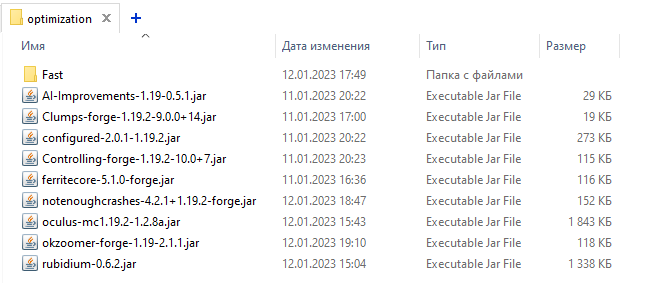 optimization
Имя Дата изменения Тип Размер
Fast 12.01.2023 17:49 Папка с файлами
AI-Improvements-1.19-0.5.1.jar 11.01.2023 20:22 Executable Jar File 29 КБ
Clumps-forge-1.19.2-9.0.0+14.jar 11.01.2023 17:00 Executable Jar File 19 КБ
configured-2.0.1-1.19.2.jar 11.01.2023 20:22 Executable Jar File 273 КБ
Controlling-forge-1.19.2-10.0+7.jar 11.01.2023 20:23 Executable Jar File 115 КБ
ferritecore-5.1.0-forge.jar 11.01.2023 16:36 Executable Jar File 116 КБ
notenoughcrashes-4.2.1+1.19.2-forge.jar 12.01.2023 18:47 Executable Jar File 152 КБ
oculus-mc1.19.2-1.2.8a.jar 12.01.2023 15:43 Executable Jar File 1 843 КБ
okzoomer-forge-1.19-2.1.1.jar 12.01.2023 19:10 Executable Jar File 118 КБ
rubidium-0.6.2.jar 12.01.2023 15:04 Executable Jar File 1 338 КБ